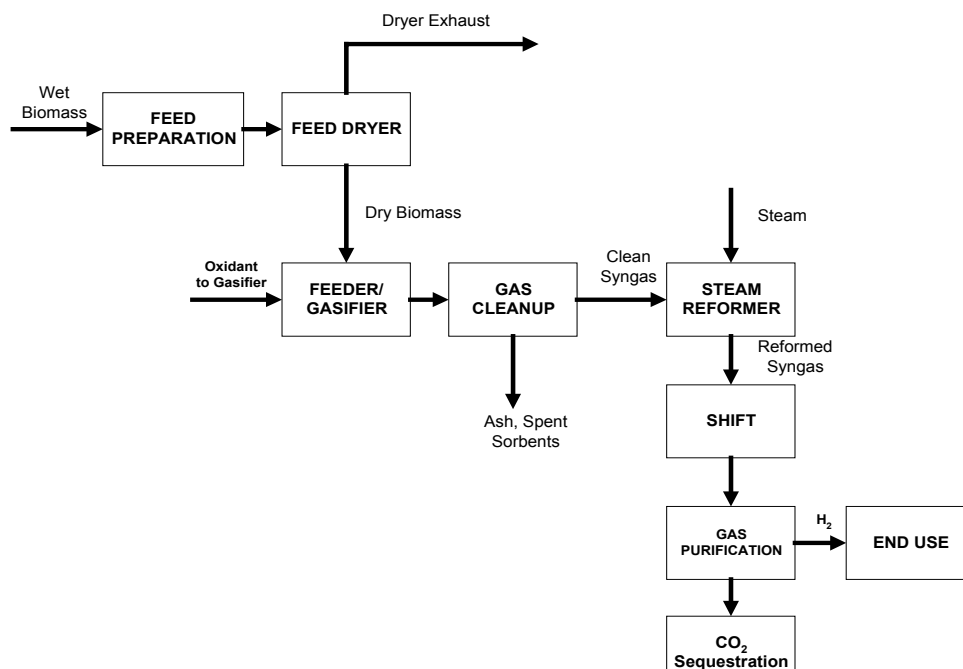 Dryer Exhaust
Wet
Biomass
FEED
PREPARATION
FEED DRYER
Dry Biomass
Steam
Oxidant
to Gasifier
FEEDER/
GASIFIER
GAS
CLEANUP
Clean
Syngas
STEAM
REFORMER
Reformed
Syngas
Ash, Spent
Sorbents
SHIFT
GAS
PURIFICATION
H₂
END USE
CO₂
Sequestration